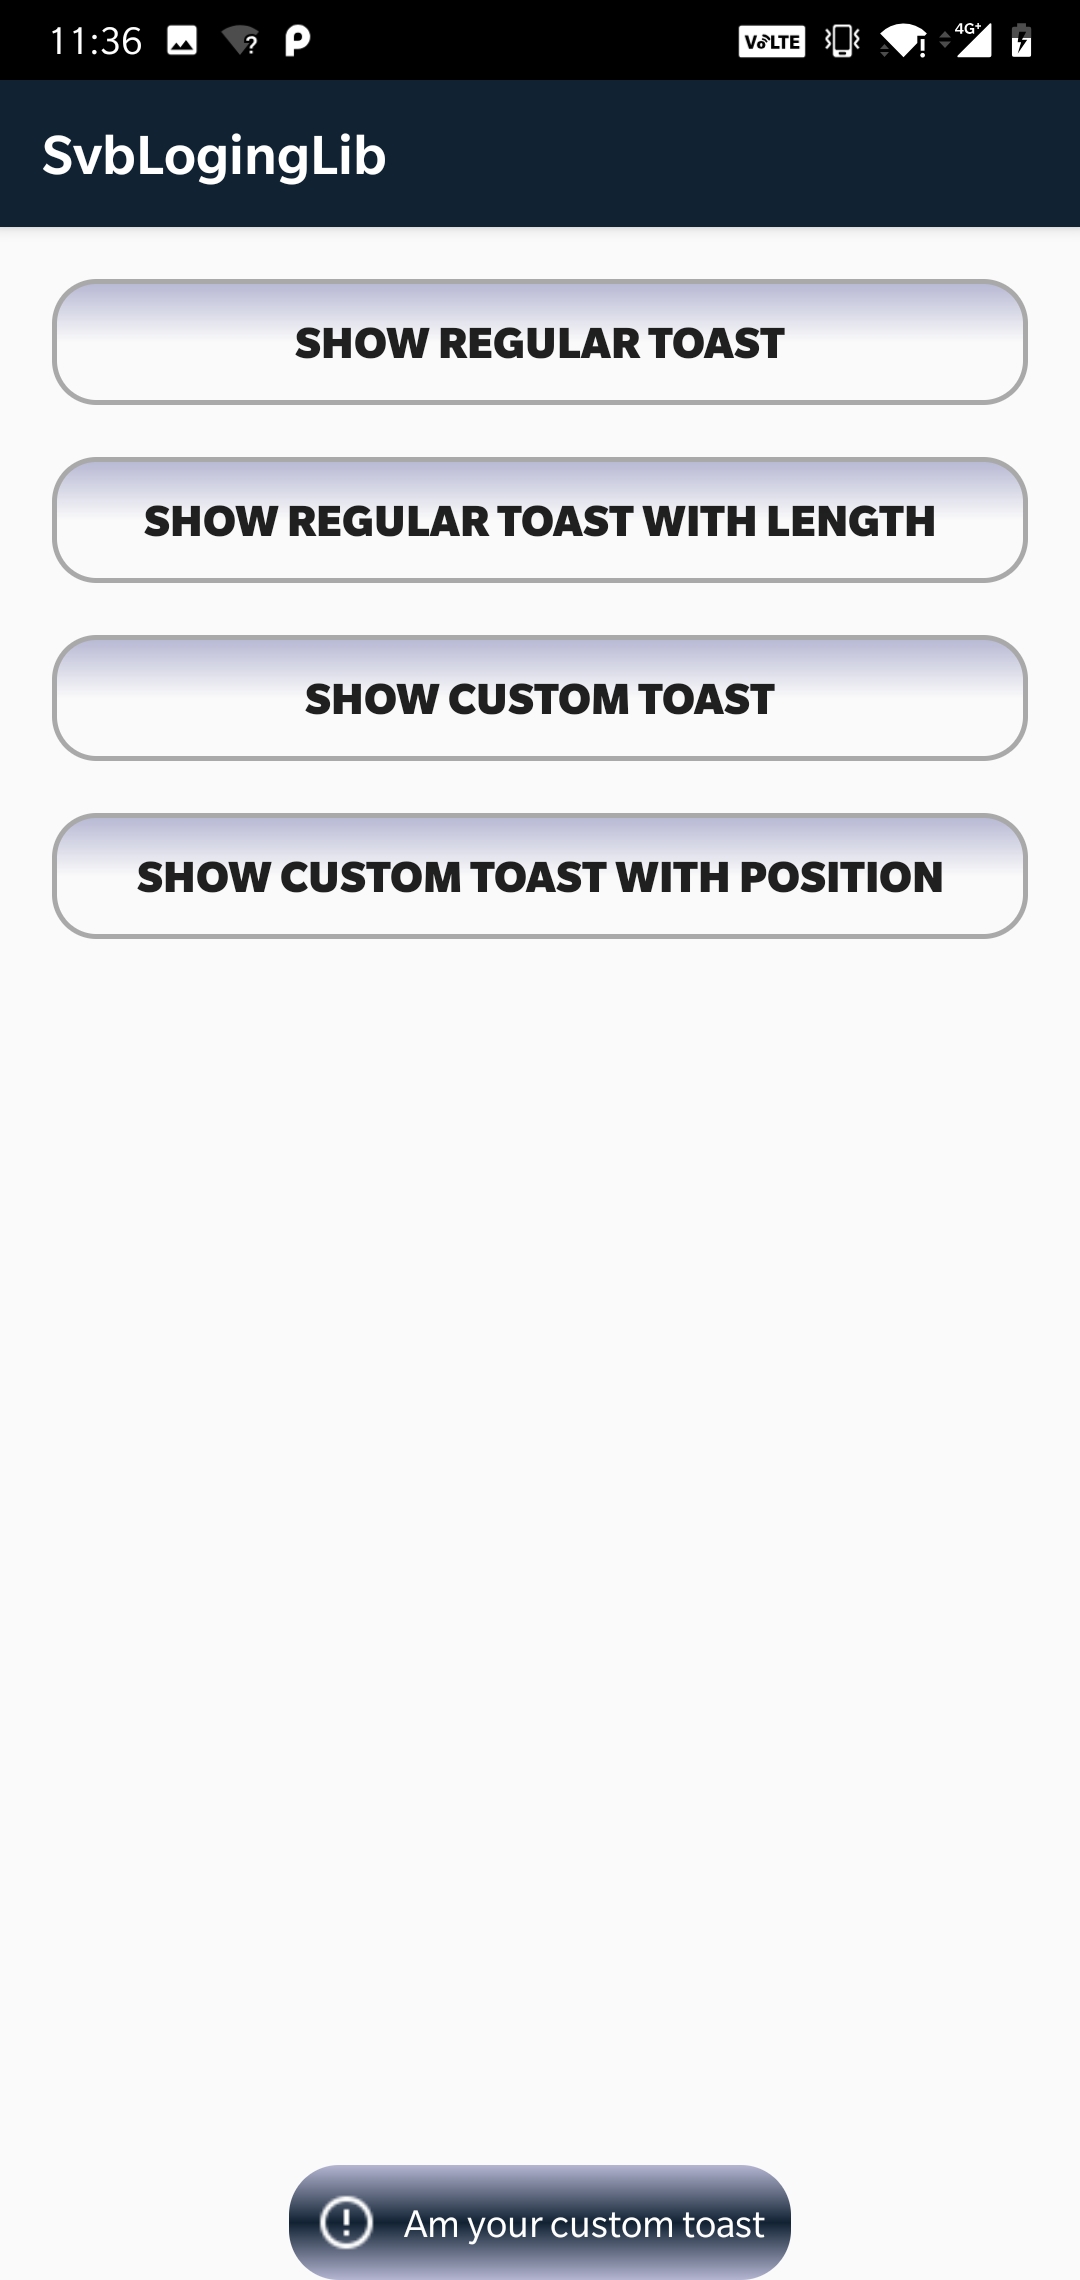 11:36
VoLTE
4G+
SvbLogingLib
SHOW REGULAR TOAST
SHOW REGULAR TOAST WITH LENGTH
SHOW CUSTOM TOAST
SHOW CUSTOM TOAST WITH POSITION
Am your custom toast